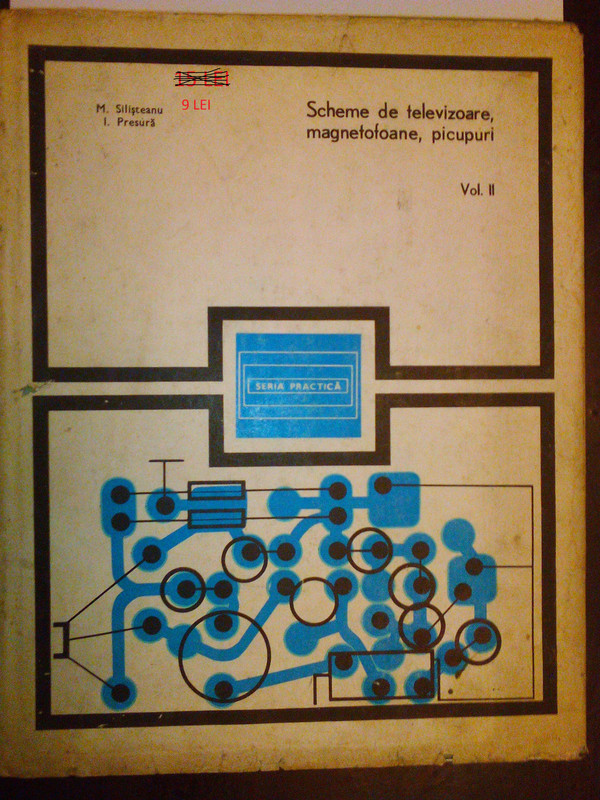 M. Silişteanu
I. Presură
9 LEI
Scheme de televizoare,
magnetofoane, picupuri
Vol. II
SERIA PRACTICĂ